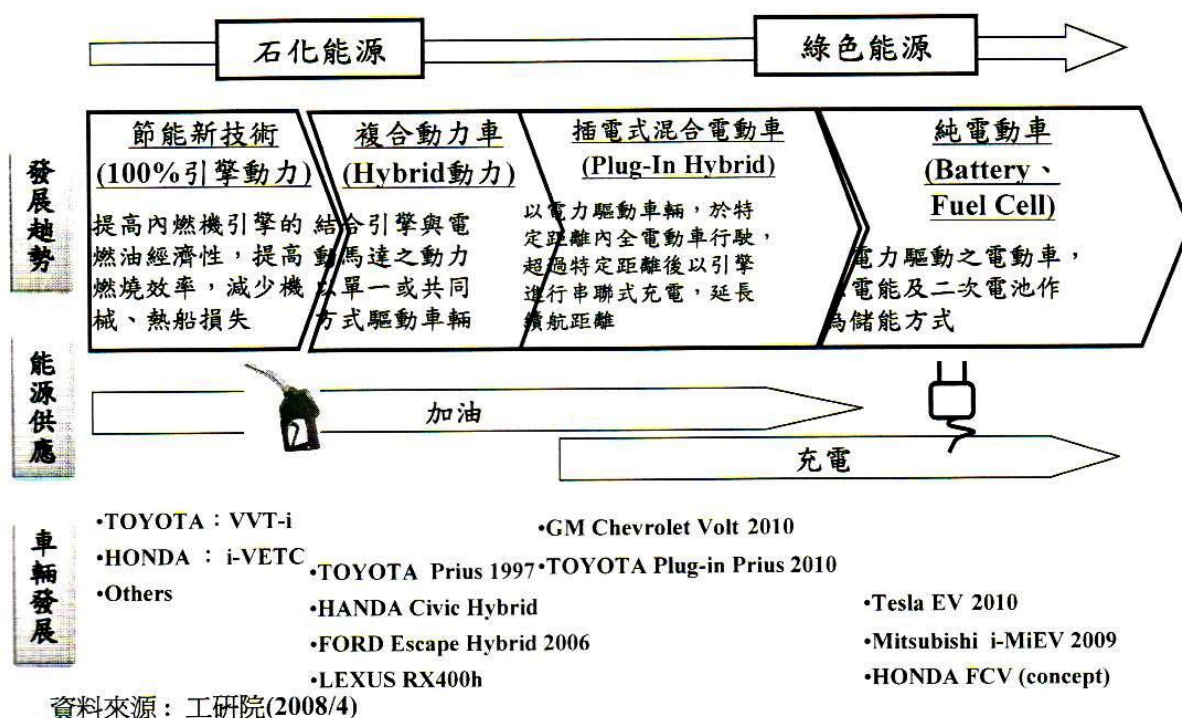 石化能源
綠色能源
發展趨勢
節能新技術
(100%引擎動力)
提高內燃機引擎的
燃油經濟性，提高
燃燒效率，減少機
械、熱船損失
複合動力車
(Hybrid動力)
結合引擎與電
動馬達之動力
以單一或共同
方式驅動車輛
插電式混合電動車
(Plug-In Hybrid)
以電力驅動車輛，於特
定距離內全電動車行駛，
超過特定距離後以引擎
進行串聯式充電，延長
續航距離
純電動車
(Battery、
Fuel Cell)
電力驅動之電動車，
電能及二次電池作
為儲能方式
能源供應
加油
充電
車輛發展
•TOYOTA：VVT-i
•HONDA ： i-VETC
•Others
•TOYOTA Prius 1997
•HANDA Civic Hybrid
•FORD Escape Hybrid 2006
•LEXUS RX400h
•GM Chevrolet Volt 2010
•TOYOTA Plug-in Prius 2010
•Tesla EV 2010
•Mitsubishi i-MiEV 2009
•HONDA FCV (concept)
資料來源：工研院(2008/4)